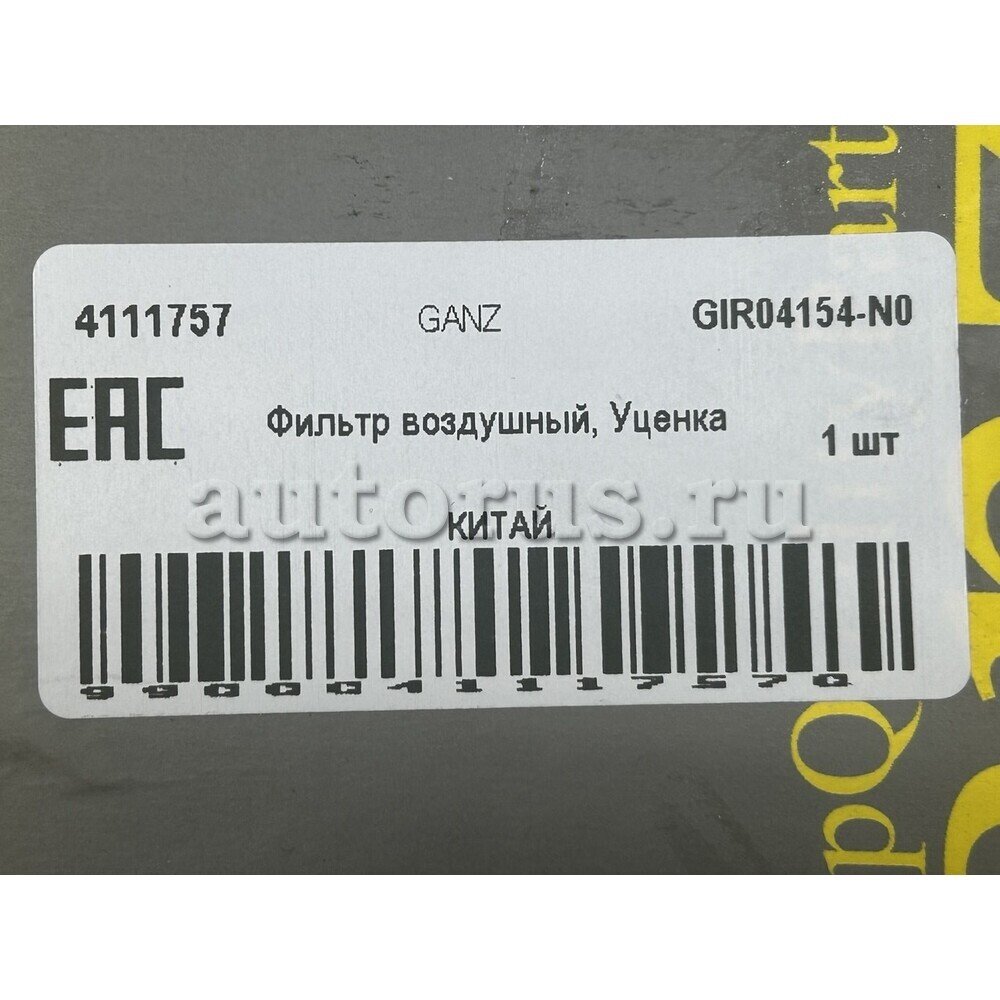 4111757 GANZ GIR04154-N0
EAC
Фильтр воздушный, Уценка
1 шт
autorus.ru
КИТАЙ
9900041117570